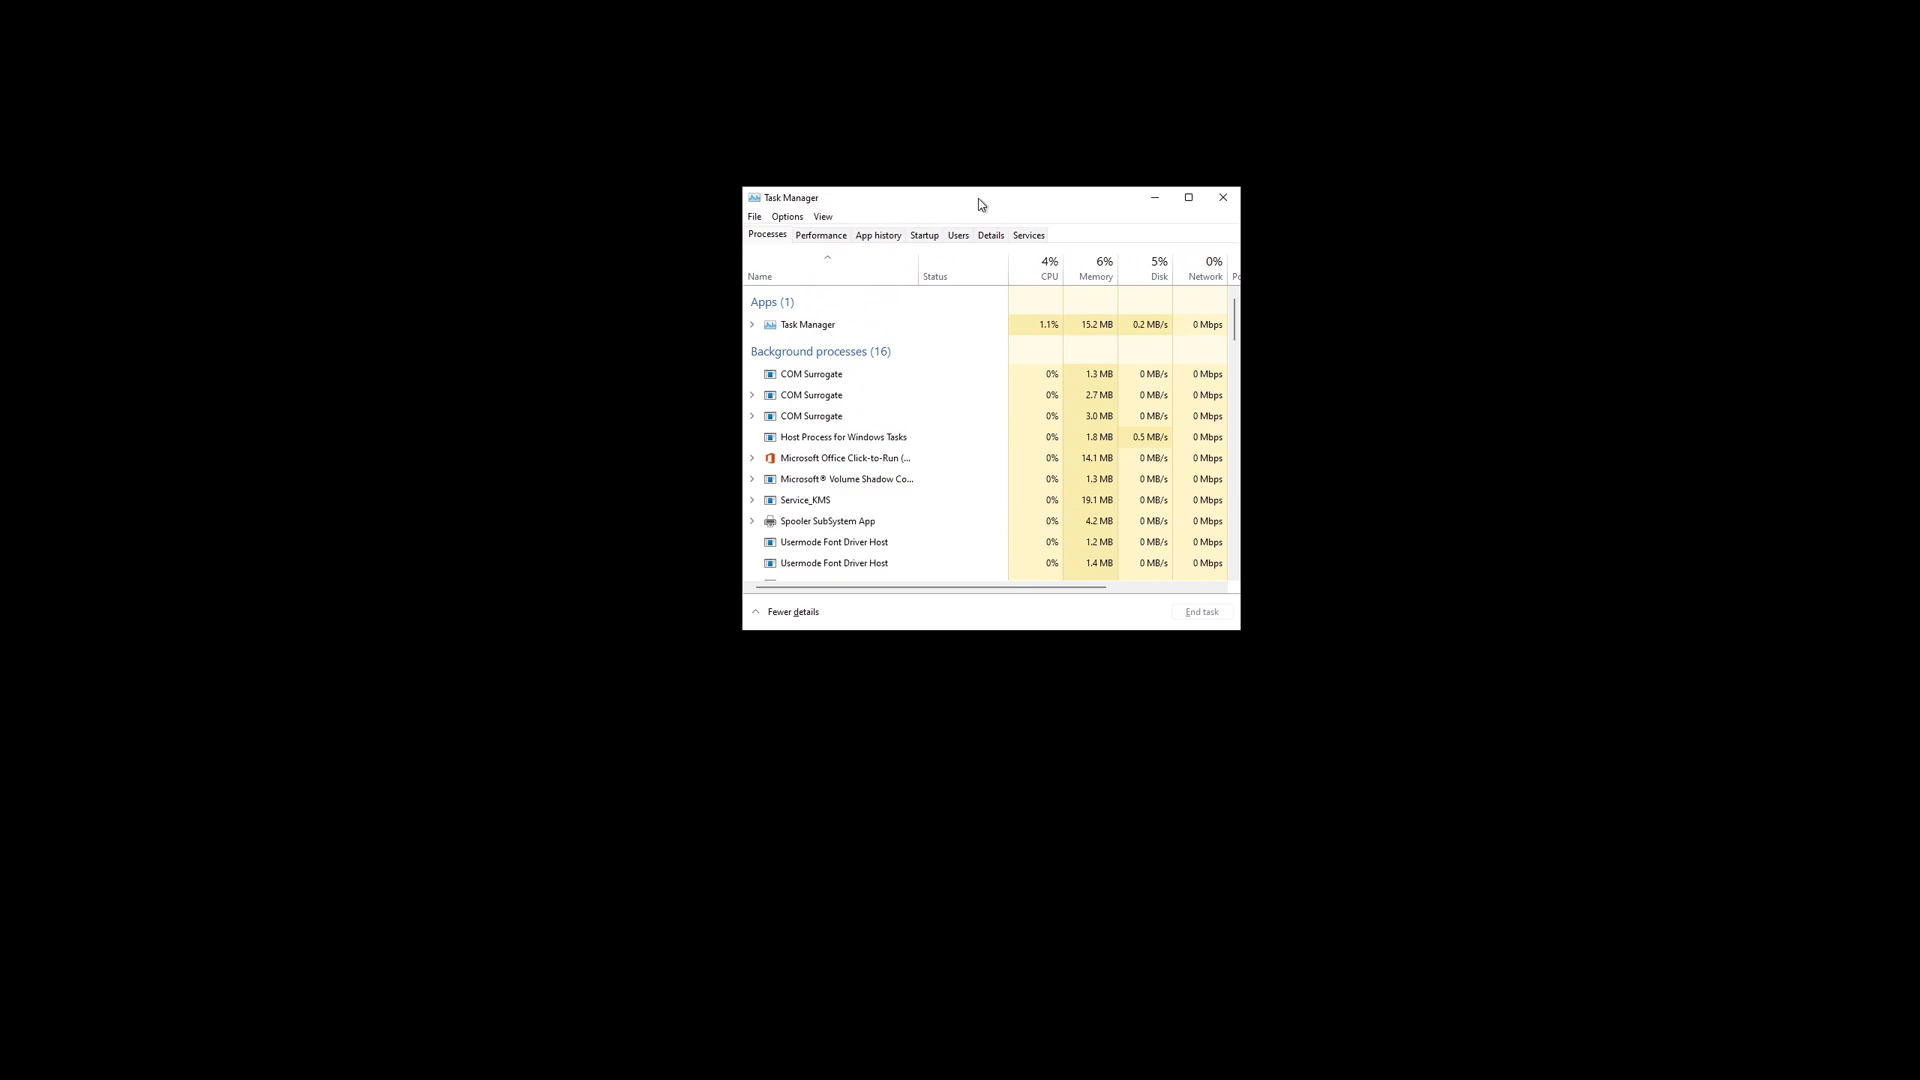 Task Manager
File Options View
Processes Performance App history Startup Users Details Services
4% 6% 5% 0%
Name Status CPU Memory Disk Network
Apps (1)
Task Manager 1.1% 15.2 MB 0.2 MB/s 0 Mbps
Background processes (16)
COM Surrogate 0% 1.3 MB 0 MB/s 0 Mbps
COM Surrogate 0% 2.7 MB 0 MB/s 0 Mbps
COM Surrogate 0% 3.0 MB 0 MB/s 0 Mbps
Host Process for Windows Tasks 0% 1.8 MB 0.5 MB/s 0 Mbps
Microsoft Office Click-to-Run (... 0% 14.1 MB 0 MB/s 0 Mbps
Microsoft® Volume Shadow Co... 0% 1.3 MB 0 MB/s 0 Mbps
Service_KMS 0% 19.1 MB 0 MB/s 0 Mbps
Spooler SubSystem App 0% 4.2 MB 0 MB/s 0 Mbps
Usermode Font Driver Host 0% 1.2 MB 0 MB/s 0 Mbps
Usermode Font Driver Host 0% 1.4 MB 0 MB/s 0 Mbps
Fewer details End task